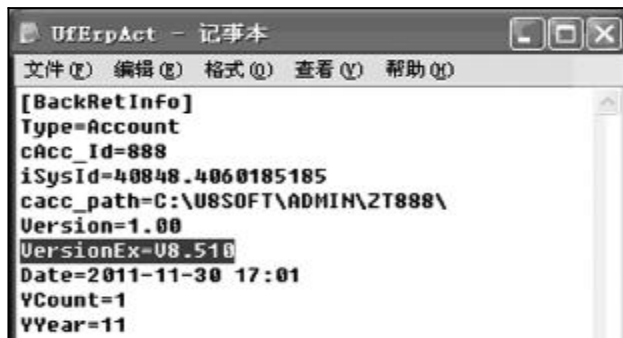 UfErpAct - 记事本
文件(F) 编辑(E) 格式(O) 查看(V) 帮助(H)
[BackRetInfo]
Type=Account
cAcc_Id=888
iSysId=40848.4060185185
cacc_path=C:\U8SOFT\ADMIN\ZT888\
Version=1.00
VersionEx=V8.510
Date=2011-11-30 17:01
YCount=1
YYear=11